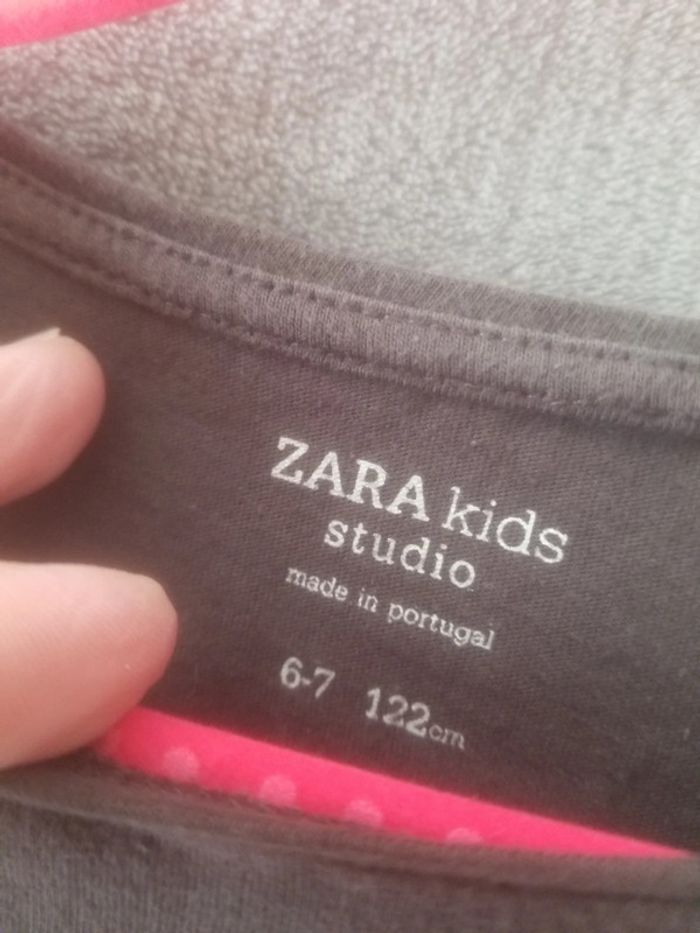 ZARA kids
studio
made in portugal
6-7 122cm